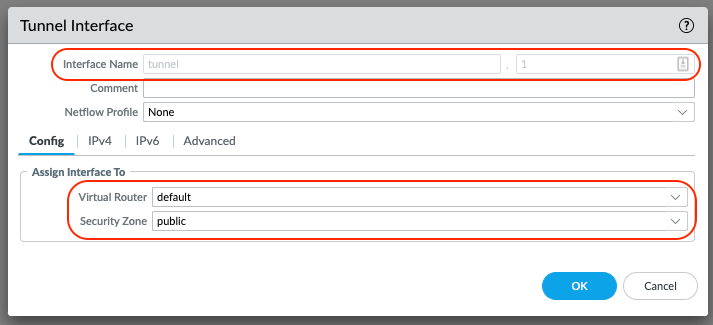 Tunnel Interface ?
Interface Name tunnel . 1
Comment
Netflow Profile None
Config IPv4 IPv6 Advanced
Assign Interface To
Virtual Router default
Security Zone public
OK Cancel